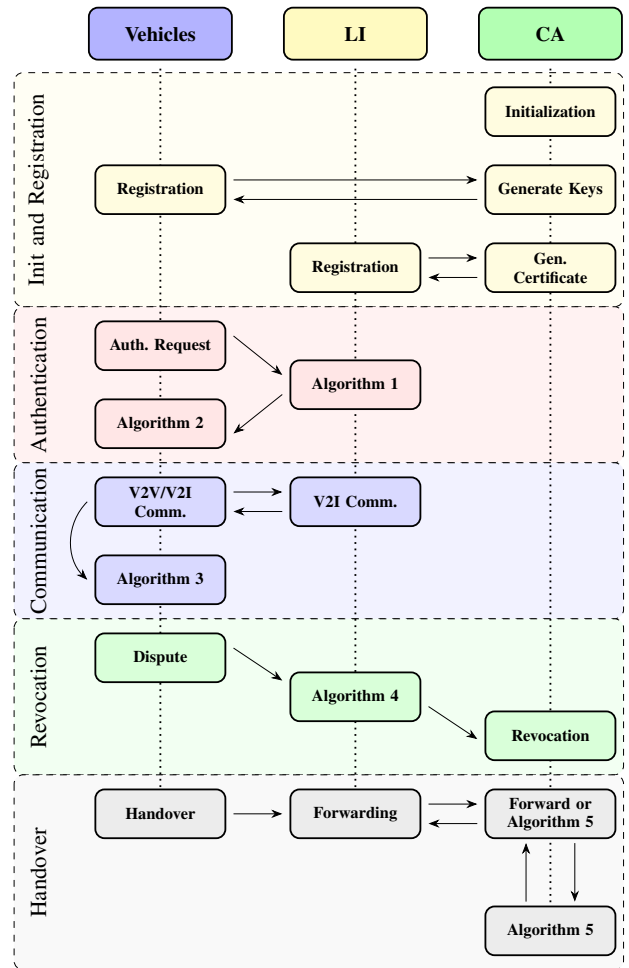 Vehicles
LI
CA
Init and Registration
Initialization
Registration
Generate Keys
Registration
Gen.
Certificate
Authentication
Auth. Request
Algorithm 1
Algorithm 2
Communication
V2V/V2I
Comm.
V2I Comm.
Algorithm 3
Revocation
Dispute
Algorithm 4
Revocation
Handover
Handover
Forwarding
Forward or
Algorithm 5
Algorithm 5